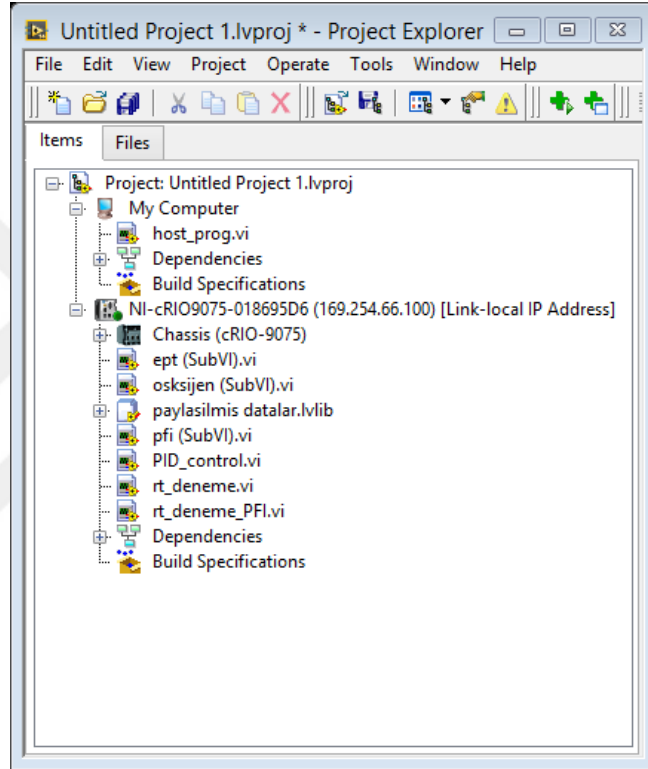 Untitled Project 1.lvproj * - Project Explorer
File Edit View Project Operate Tools Window Help
Items Files
Project: Untitled Project 1.lvproj
My Computer
host_prog.vi
Dependencies
Build Specifications
NI-cRIO9075-018695D6 (169.254.66.100) [Link-local IP Address]
Chassis (cRIO-9075)
ept (SubVI).vi
osksijen (SubVI).vi
paylasilmis datalar.lvlib
pfi (SubVI).vi
PID_control.vi
rt_deneme.vi
rt_deneme_PFI.vi
Dependencies
Build Specifications